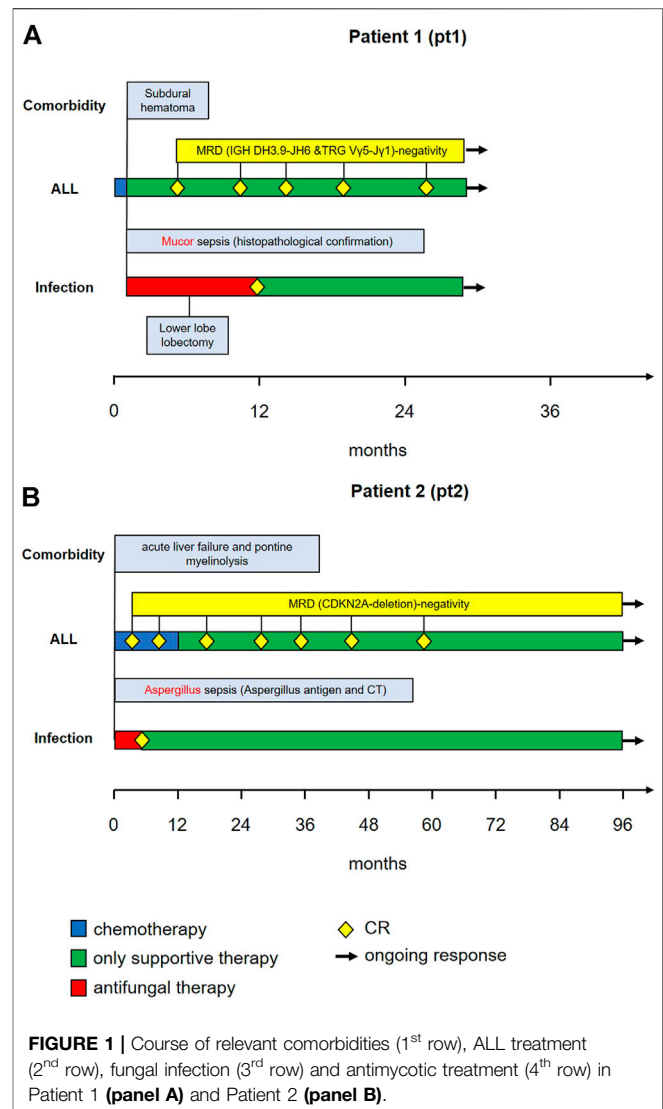 A
Patient 1 (pt1)
Comorbidity
Subdural
hematoma
MRD (IGH DH3.9-JH6 &TRG Vγ5-Jγ1)-negativity
ALL
Mucor sepsis (histopathological confirmation)
Infection
Lower lobe
lobectomy
0 12 24 36
months
B
Patient 2 (pt2)
Comorbidity
acute liver failure and pontine
myelinolysis
MRD (CDKN2A-deletion)-negativity
ALL
Aspergillus sepsis (Aspergillus antigen and CT)
Infection
0 12 24 36 48 60 72 84 96
months
chemotherapy
only supportive therapy
antifungal therapy
CR
ongoing response
FIGURE 1 | Course of relevant comorbidities (1st row), ALL treatment
(2nd row), fungal infection (3rd row) and antimycotic treatment (4th row) in
Patient 1 (panel A) and Patient 2 (panel B).